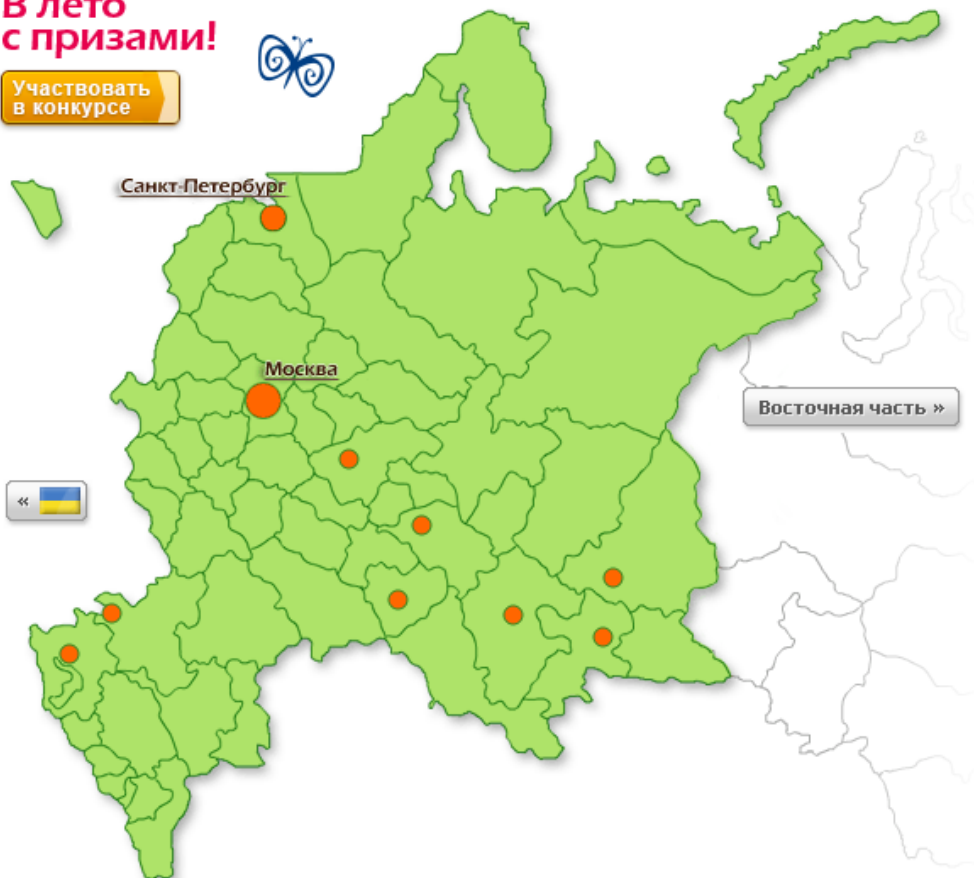 В лето
с призами!
Участвовать
в конкурсе
Санкт-Петербург
Москва
Восточная часть »
«